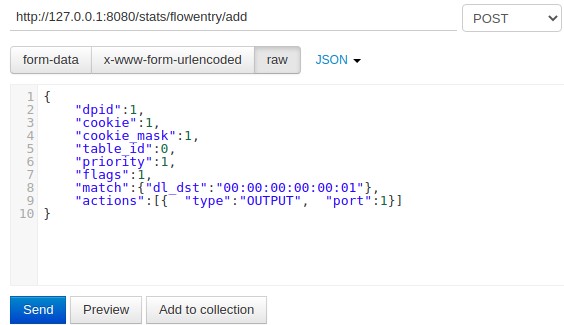 http://127.0.0.1:8080/stats/flowentry/add POST
form-data x-www-form-urlencoded raw JSON
1 {
2 "dpid":1,
3 "cookie":1,
4 "cookie_mask":1,
5 "table_id":0,
6 "priority":1,
7 "flags":1,
8 "match":{"dl_dst":"00:00:00:00:00:01"},
9 "actions":[{  "type":"OUTPUT",  "port":1}]
10 }
Send Preview Add to collection